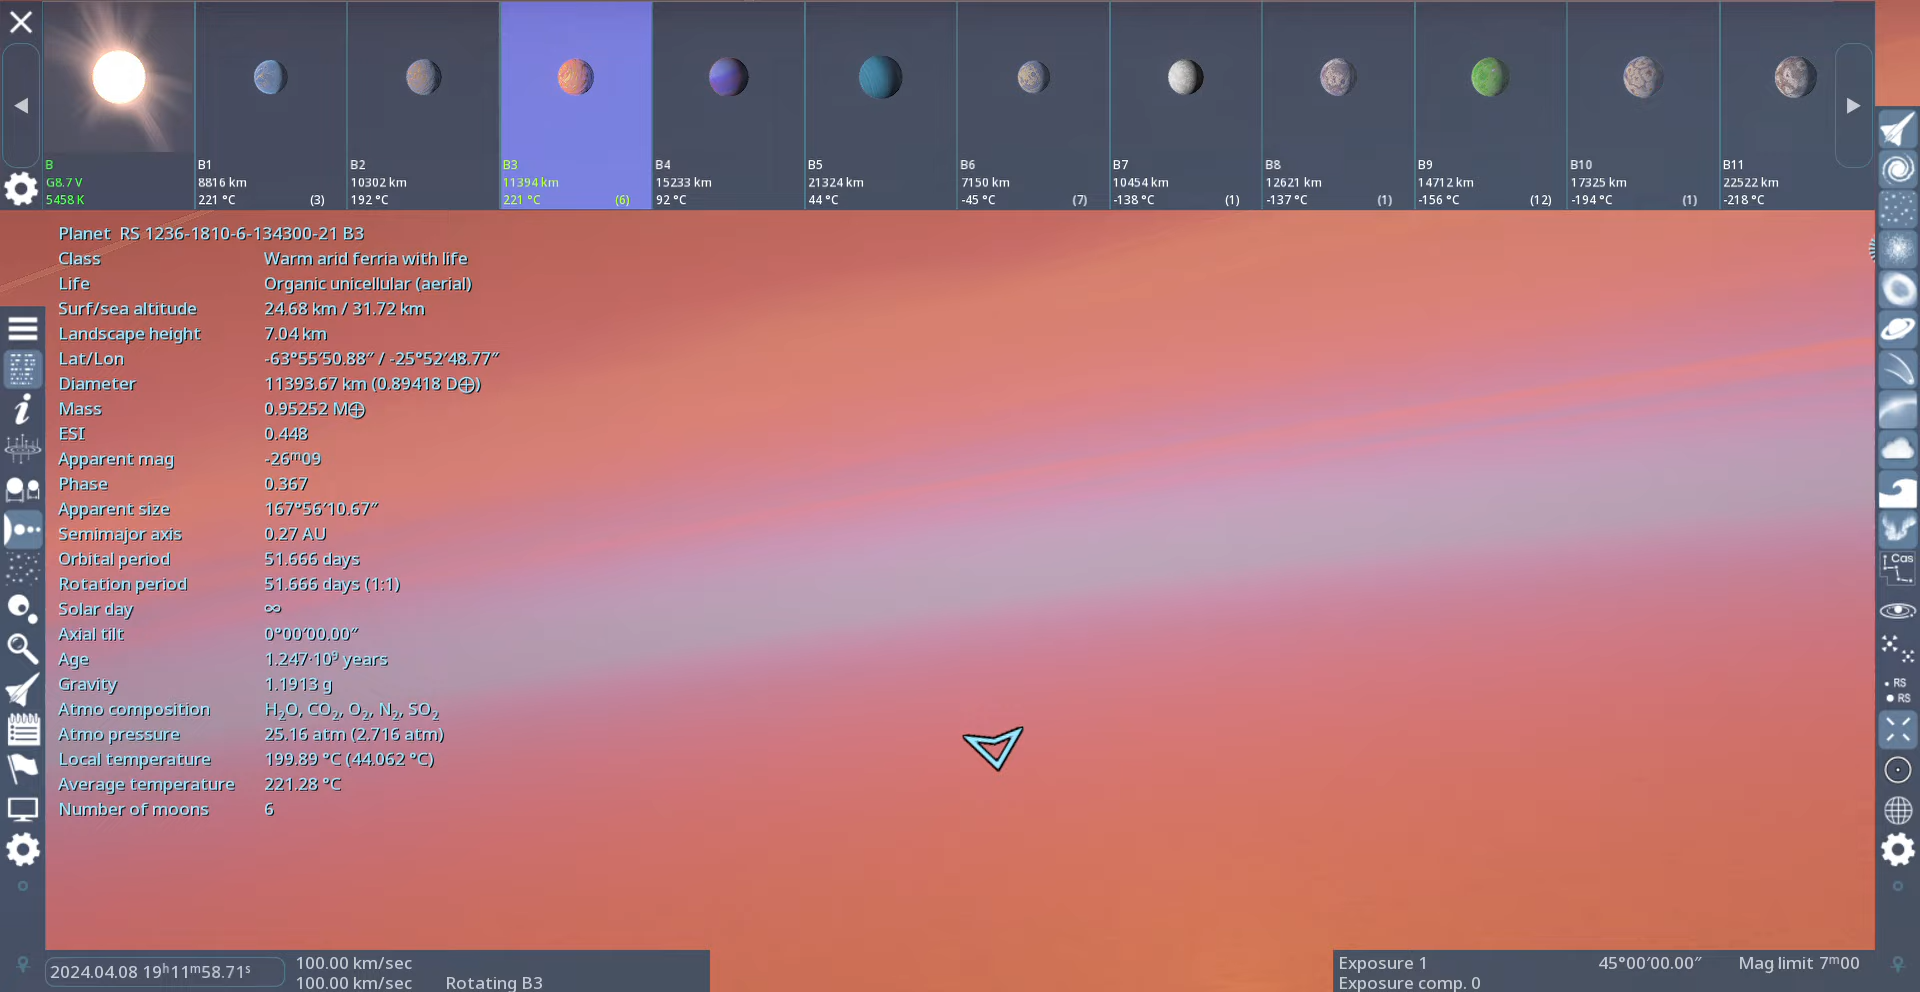 B
G8.7 V
5458 K
B1
8816 km
221 °C (3)
B2
10302 km
192 °C
B3
11394 km
221 °C (6)
B4
15233 km
92 °C
B5
21324 km
44 °C
B6
7150 km
-45 °C (7)
B7
10454 km
-138 °C (1)
B8
12621 km
-137 °C (1)
B9
14712 km
-156 °C (12)
B10
17325 km
-194 °C (1)
B11
22522 km
-218 °C
Planet RS 1236-1810-6-134300-21 B3
Class Warm arid ferria with life
Life Organic unicellular (aerial)
Surf/sea altitude 24.68 km / 31.72 km
Landscape height 7.04 km
Lat/Lon -63°55′50.88″ / -25°52′48.77″
Diameter 11393.67 km (0.89418 D⊕)
Mass 0.95252 M⊕
ESI 0.448
Apparent mag -26ᵐ09
Phase 0.367
Apparent size 167°56′10.67″
Semimajor axis 0.27 AU
Orbital period 51.666 days
Rotation period 51.666 days (1:1)
Solar day ∞
Axial tilt 0°00′00.00″
Age 1.247·10⁹ years
Gravity 1.1913 g
Atmo composition H₂O, CO₂, O₂, N₂, SO₂
Atmo pressure 25.16 atm (2.716 atm)
Local temperature 199.89 °C (44.062 °C)
Average temperature 221.28 °C
Number of moons 6
Cas
RS
RS
2024.04.08 19ʰ11ᵐ58.71ˢ
100.00 km/sec
100.00 km/sec Rotating B3
Exposure 1 45°00′00.00″ Mag limit 7ᵐ00
Exposure comp. 0